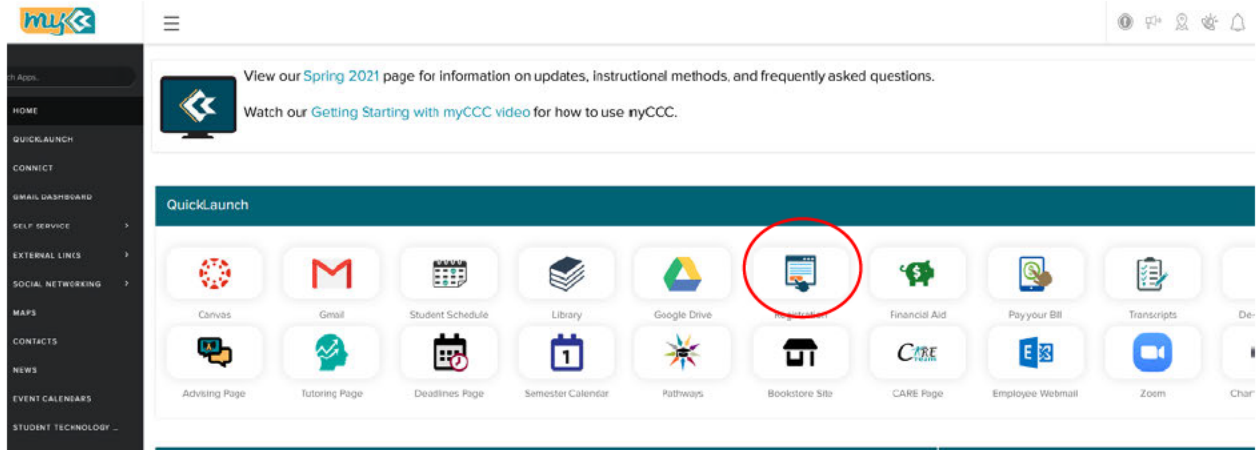 myCC
ch Apps..
HOME
QUICKLAUNCH
CONNECT
GMAIL DASHBOARD
SELF SERVICE
EXTERNAL LINKS
SOCIAL NETWORKING
MAPS
CONTACTS
NEWS
EVENT CALENDARS
STUDENT TECHNOLOGY ...
View our Spring 2021 page for information on updates, instructional methods, and frequently asked questions.
Watch our Getting Starting with myCCC video for how to use myCCC.
QuickLaunch
Canvas Gmail Student Schedule Library Google Drive Registration Financial Aid Pay your Bill Transcripts
Advising Page Tutoring Page Deadlines Page Semester Calendar Pathways Bookstore Site CARE Page Employee Webmail Zoom